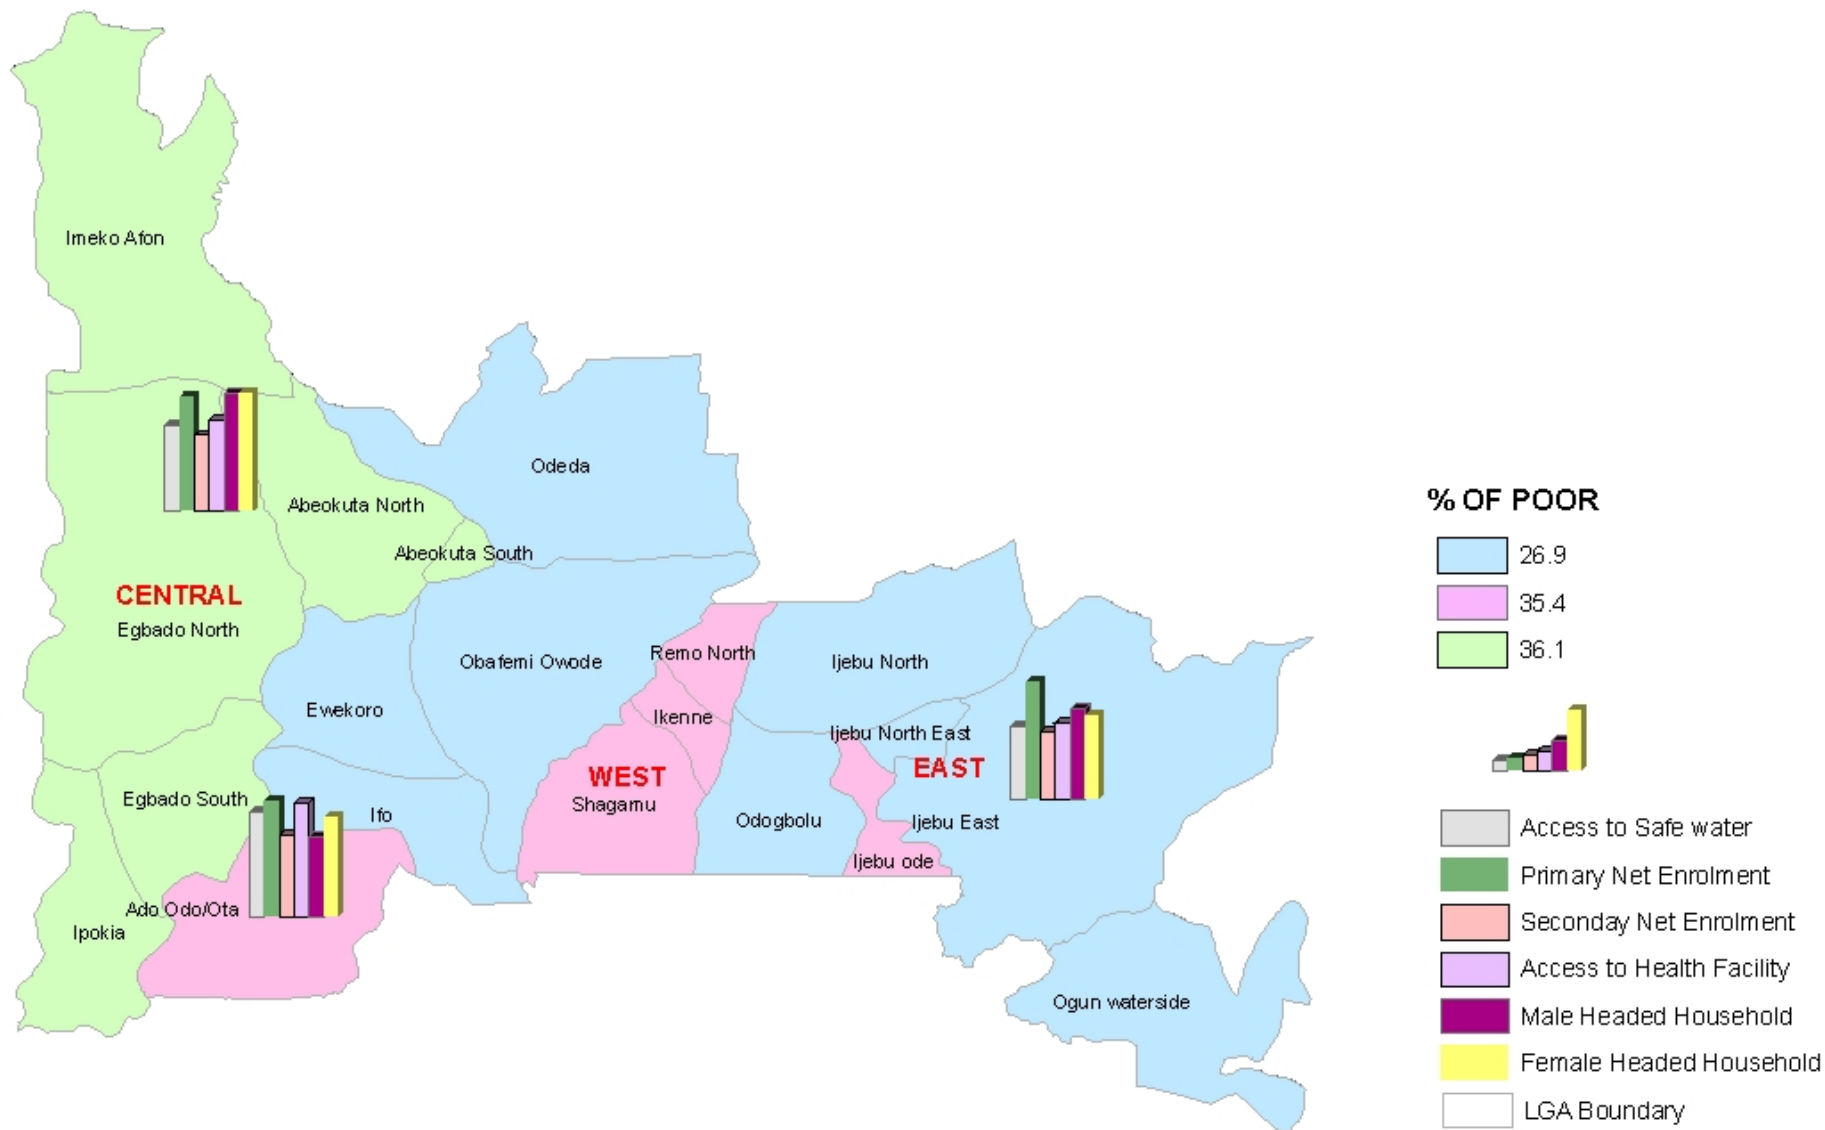 Imeko Afon
Odeda
Abeokuta North
Abeokuta South
CENTRAL
Egbado North
Obafemi Owode
Remo North
Ijebu North
Ewekoro
Ikenne
Ijebu North East
WEST
EAST
Shagamu
Egbado South
Ifo
Odogbolu
Ijebu East
Ijebu ode
Ado Odo/Ota
Ipokia
Ogun waterside
% OF POOR
26.9
35.4
36.1
Access to Safe water
Primary Net Enrolment
Seconday Net Enrolment
Access to Health Facility
Male Headed Household
Female Headed Household
LGA Boundary